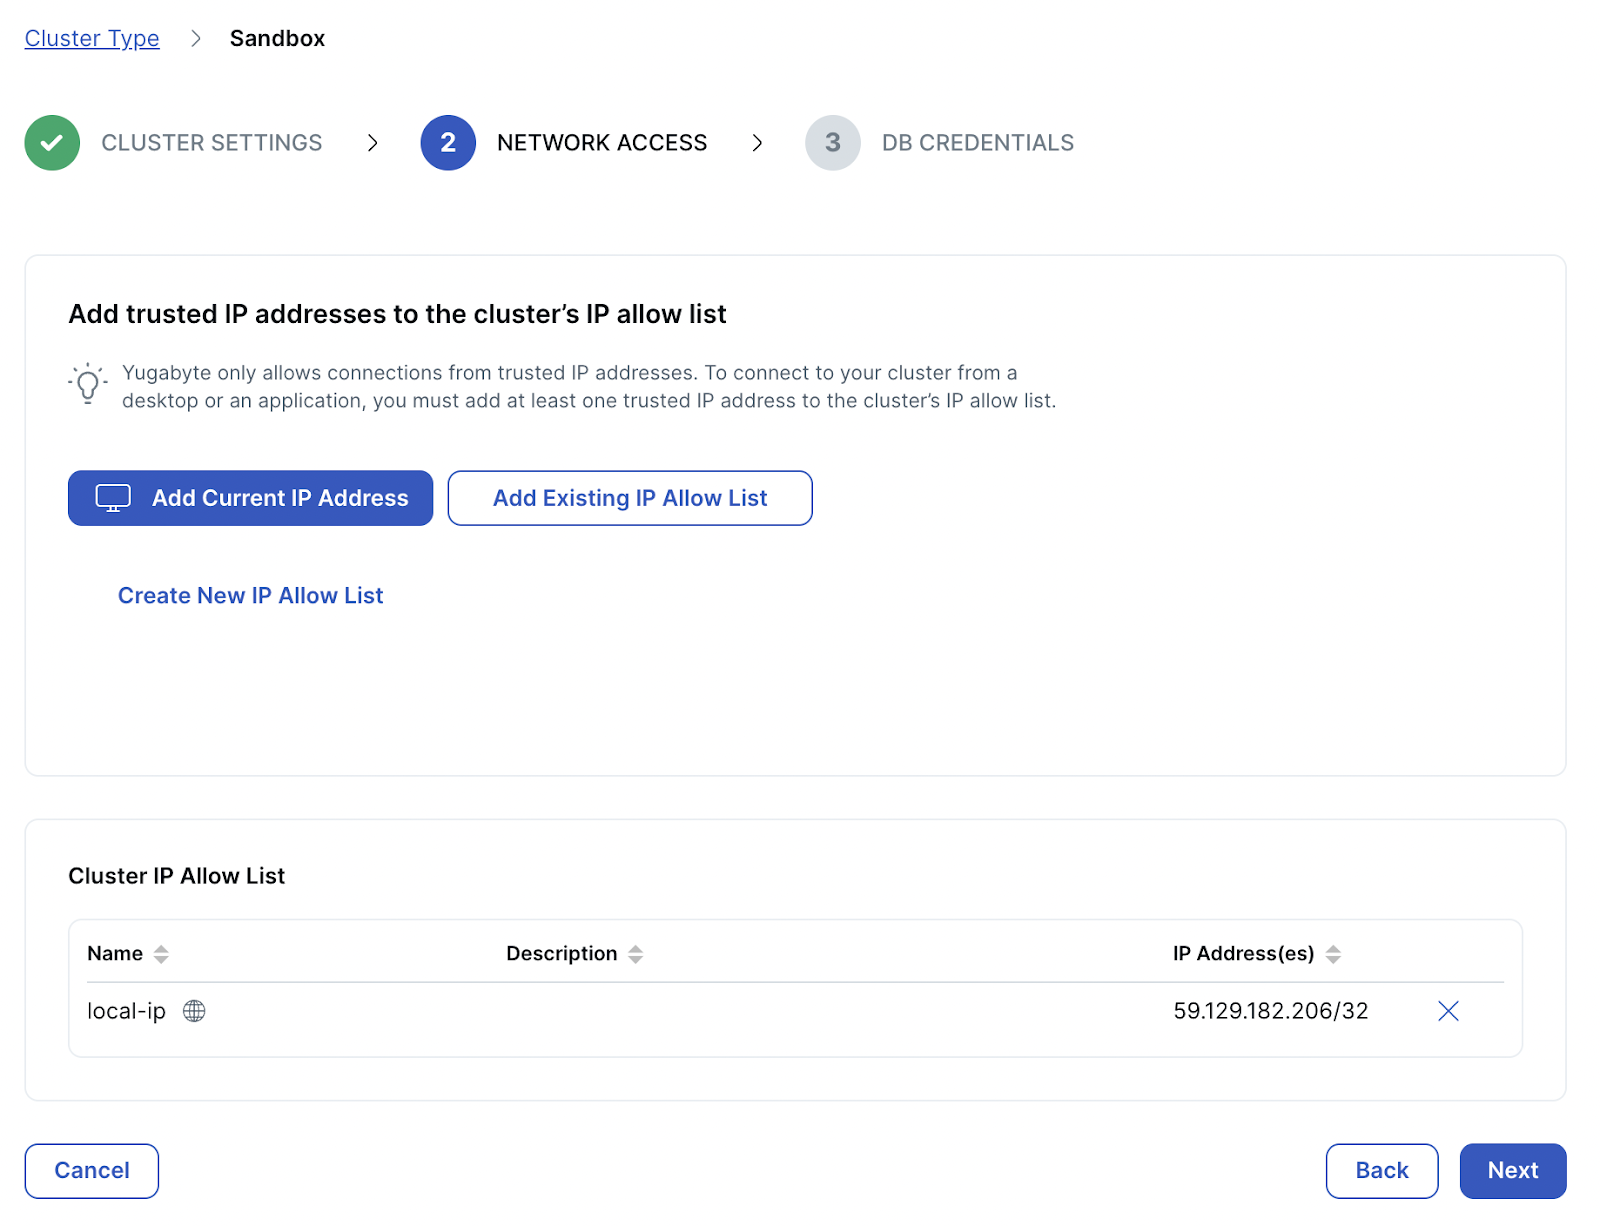 Cluster Type > Sandbox
CLUSTER SETTINGS > 2 NETWORK ACCESS > 3 DB CREDENTIALS
Add trusted IP addresses to the cluster’s IP allow list
Yugabyte only allows connections from trusted IP addresses. To connect to your cluster from a
desktop or an application, you must add at least one trusted IP address to the cluster’s IP allow list.
Add Current IP Address Add Existing IP Allow List
Create New IP Allow List
Cluster IP Allow List
Name Description IP Address(es)
local-ip 59.129.182.206/32
Cancel Back Next